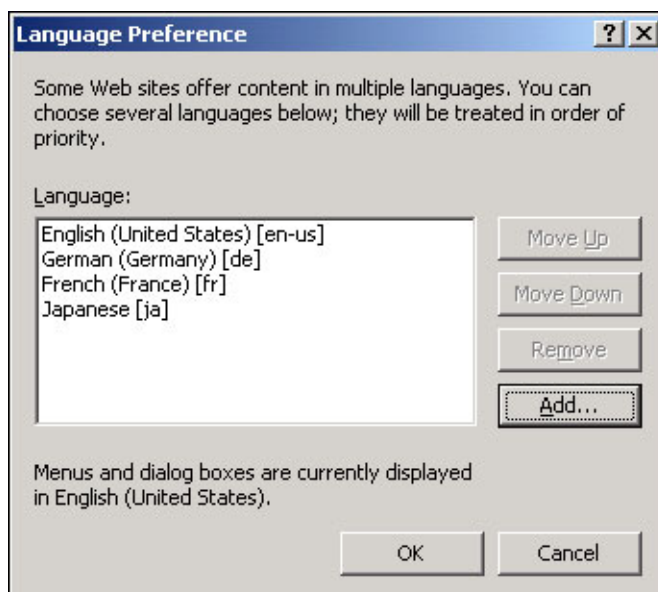 Language Preference
Some Web sites offer content in multiple languages. You can
choose several languages below; they will be treated in order of
priority.
Language:
English (United States) [en-us]
German (Germany) [de]
French (France) [fr]
Japanese [ja]
Move Up
Move Down
Remove
Add...
Menus and dialog boxes are currently displayed
in English (United States).
OK
Cancel